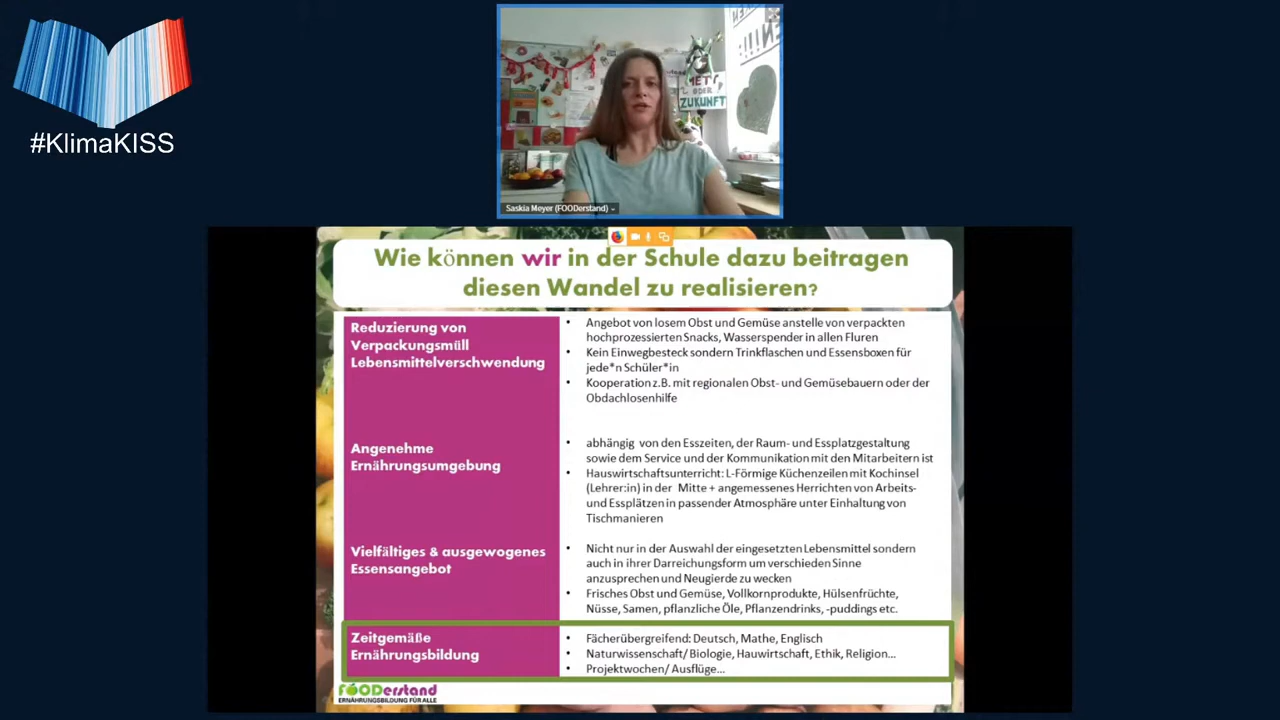 #KlimaKISS
METT
ODER
ZUKUNFT
Saskia Meyer (FOODerstand)
Wie können wir in der Schule dazu beitragen
diesen Wandel zu realisieren?
Reduzierung von
Verpackungsmüll
Lebensmittelverschwendung
• Angebot von losem Obst und Gemüse anstelle von verpackten
hochprozessierten Snacks, Wasserspender in allen Fluren
• Kein Einwegbesteck sondern Trinkflaschen und Essensboxen für
jede*n Schüler*in
• Kooperation z.B. mit regionalen Obst- und Gemüsebauern oder der
Obdachlosenhilfe
Angenehme
Ernährungsumgebung
• abhängig von den Esszeiten, der Raum- und Essplatzgestaltung
sowie dem Service und der Kommunikation mit den Mitarbeitern ist
• Hauswirtschaftsunterricht: L-Förmige Küchenzeilen mit Kochinsel
(Lehrer:in) in der Mitte + angemessenes Herrichten von Arbeits-
und Essplätzen in passender Atmosphäre unter Einhaltung von
Tischmanieren
Vielfältiges & ausgewogenes
Essensangebot
• Nicht nur in der Auswahl der eingesetzten Lebensmittel sondern
auch in ihrer Darreichungsform um verschieden Sinne
anzusprechen und Neugierde zu wecken
• Frisches Obst und Gemüse, Vollkornprodukte, Hülsenfrüchte,
Nüsse, Samen, pflanzliche Öle, Pflanzendrinks, -puddings etc.
Zeitgemäße
Ernährungsbildung
• Fächerübergreifend: Deutsch, Mathe, Englisch
• Naturwissenschaft/ Biologie, Hauwirtschaft, Ethik, Religion...
• Projektwochen/ Ausflüge...
FOODerstand
ERNÄHRUNGSBILDUNG FÜR ALLE